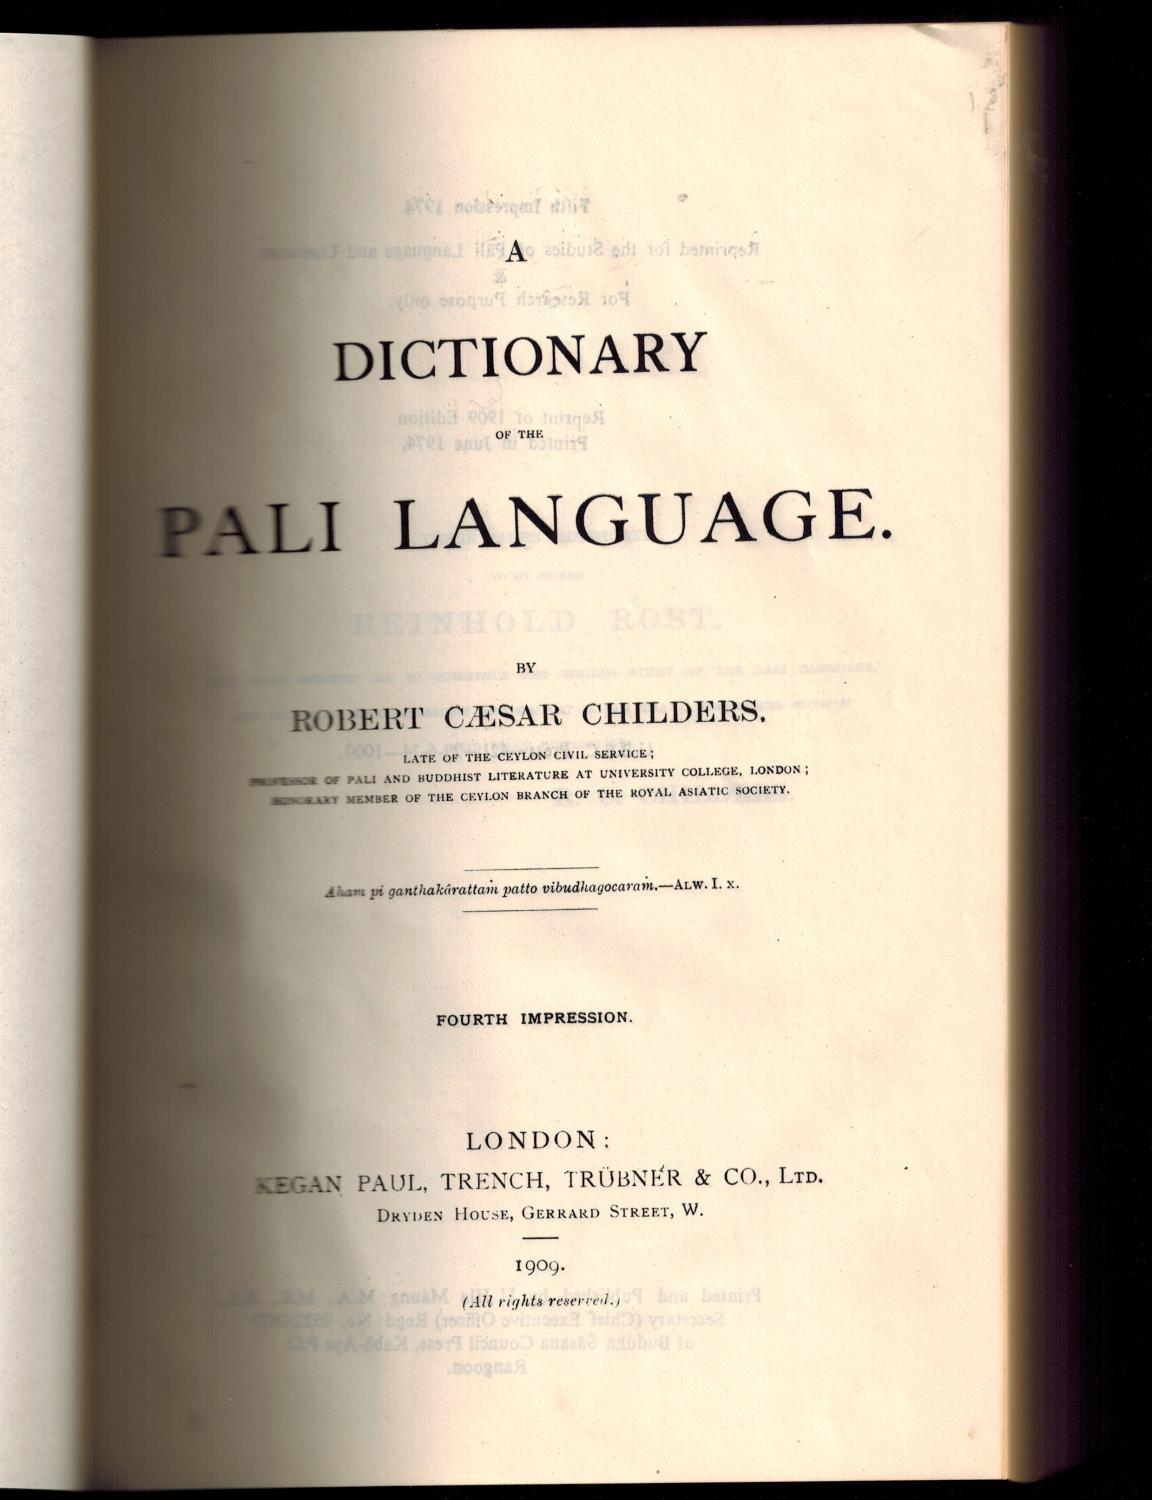 A
DICTIONARY
OF THE
PALI LANGUAGE.
BY
ROBERT CÆSAR CHILDERS.
LATE OF THE CEYLON CIVIL SERVICE;
PROFESSOR OF PALI AND BUDDHIST LITERATURE AT UNIVERSITY COLLEGE, LONDON;
HONORARY MEMBER OF THE CEYLON BRANCH OF THE ROYAL ASIATIC SOCIETY.
Aham pi ganthakârattaṁ patto vibudhagocaraṁ.—ALW. I. x.
FOURTH IMPRESSION.
LONDON:
KEGAN PAUL, TRENCH, TRÜBNER & CO., LTD.
DRYDEN HOUSE, GERRARD STREET, W.
1909.
(All rights reserved.)